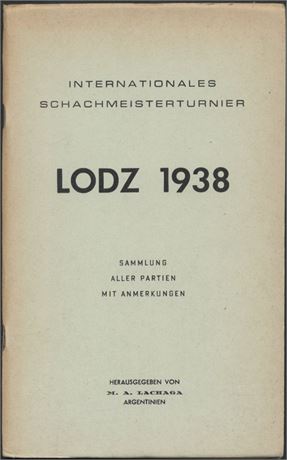 INTERNATIONALES
SCHACHMEISTERTURNIER
LODZ 1938
SAMMLUNG
ALLER PARTIEN
MIT ANMERKUNGEN
HERAUSGEGEBEN VON
M. A. LACHAGA
ARGENTINIEN